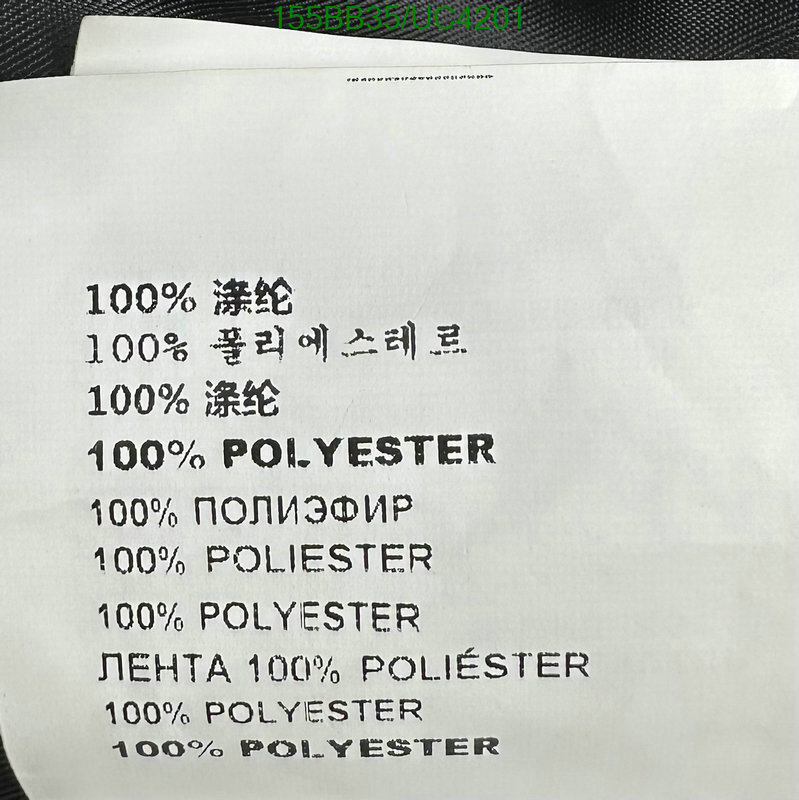 155BB35/UC4201
100% 涤纶
100% 폴리에스테르
100% 涤纶
100% POLYESTER
100% ПОЛИЭФИР
100% POLIESTER
100% POLYESTER
ЛЕНТА 100% POLIÉSTER
100% POLYESTER
100% POLYESTER